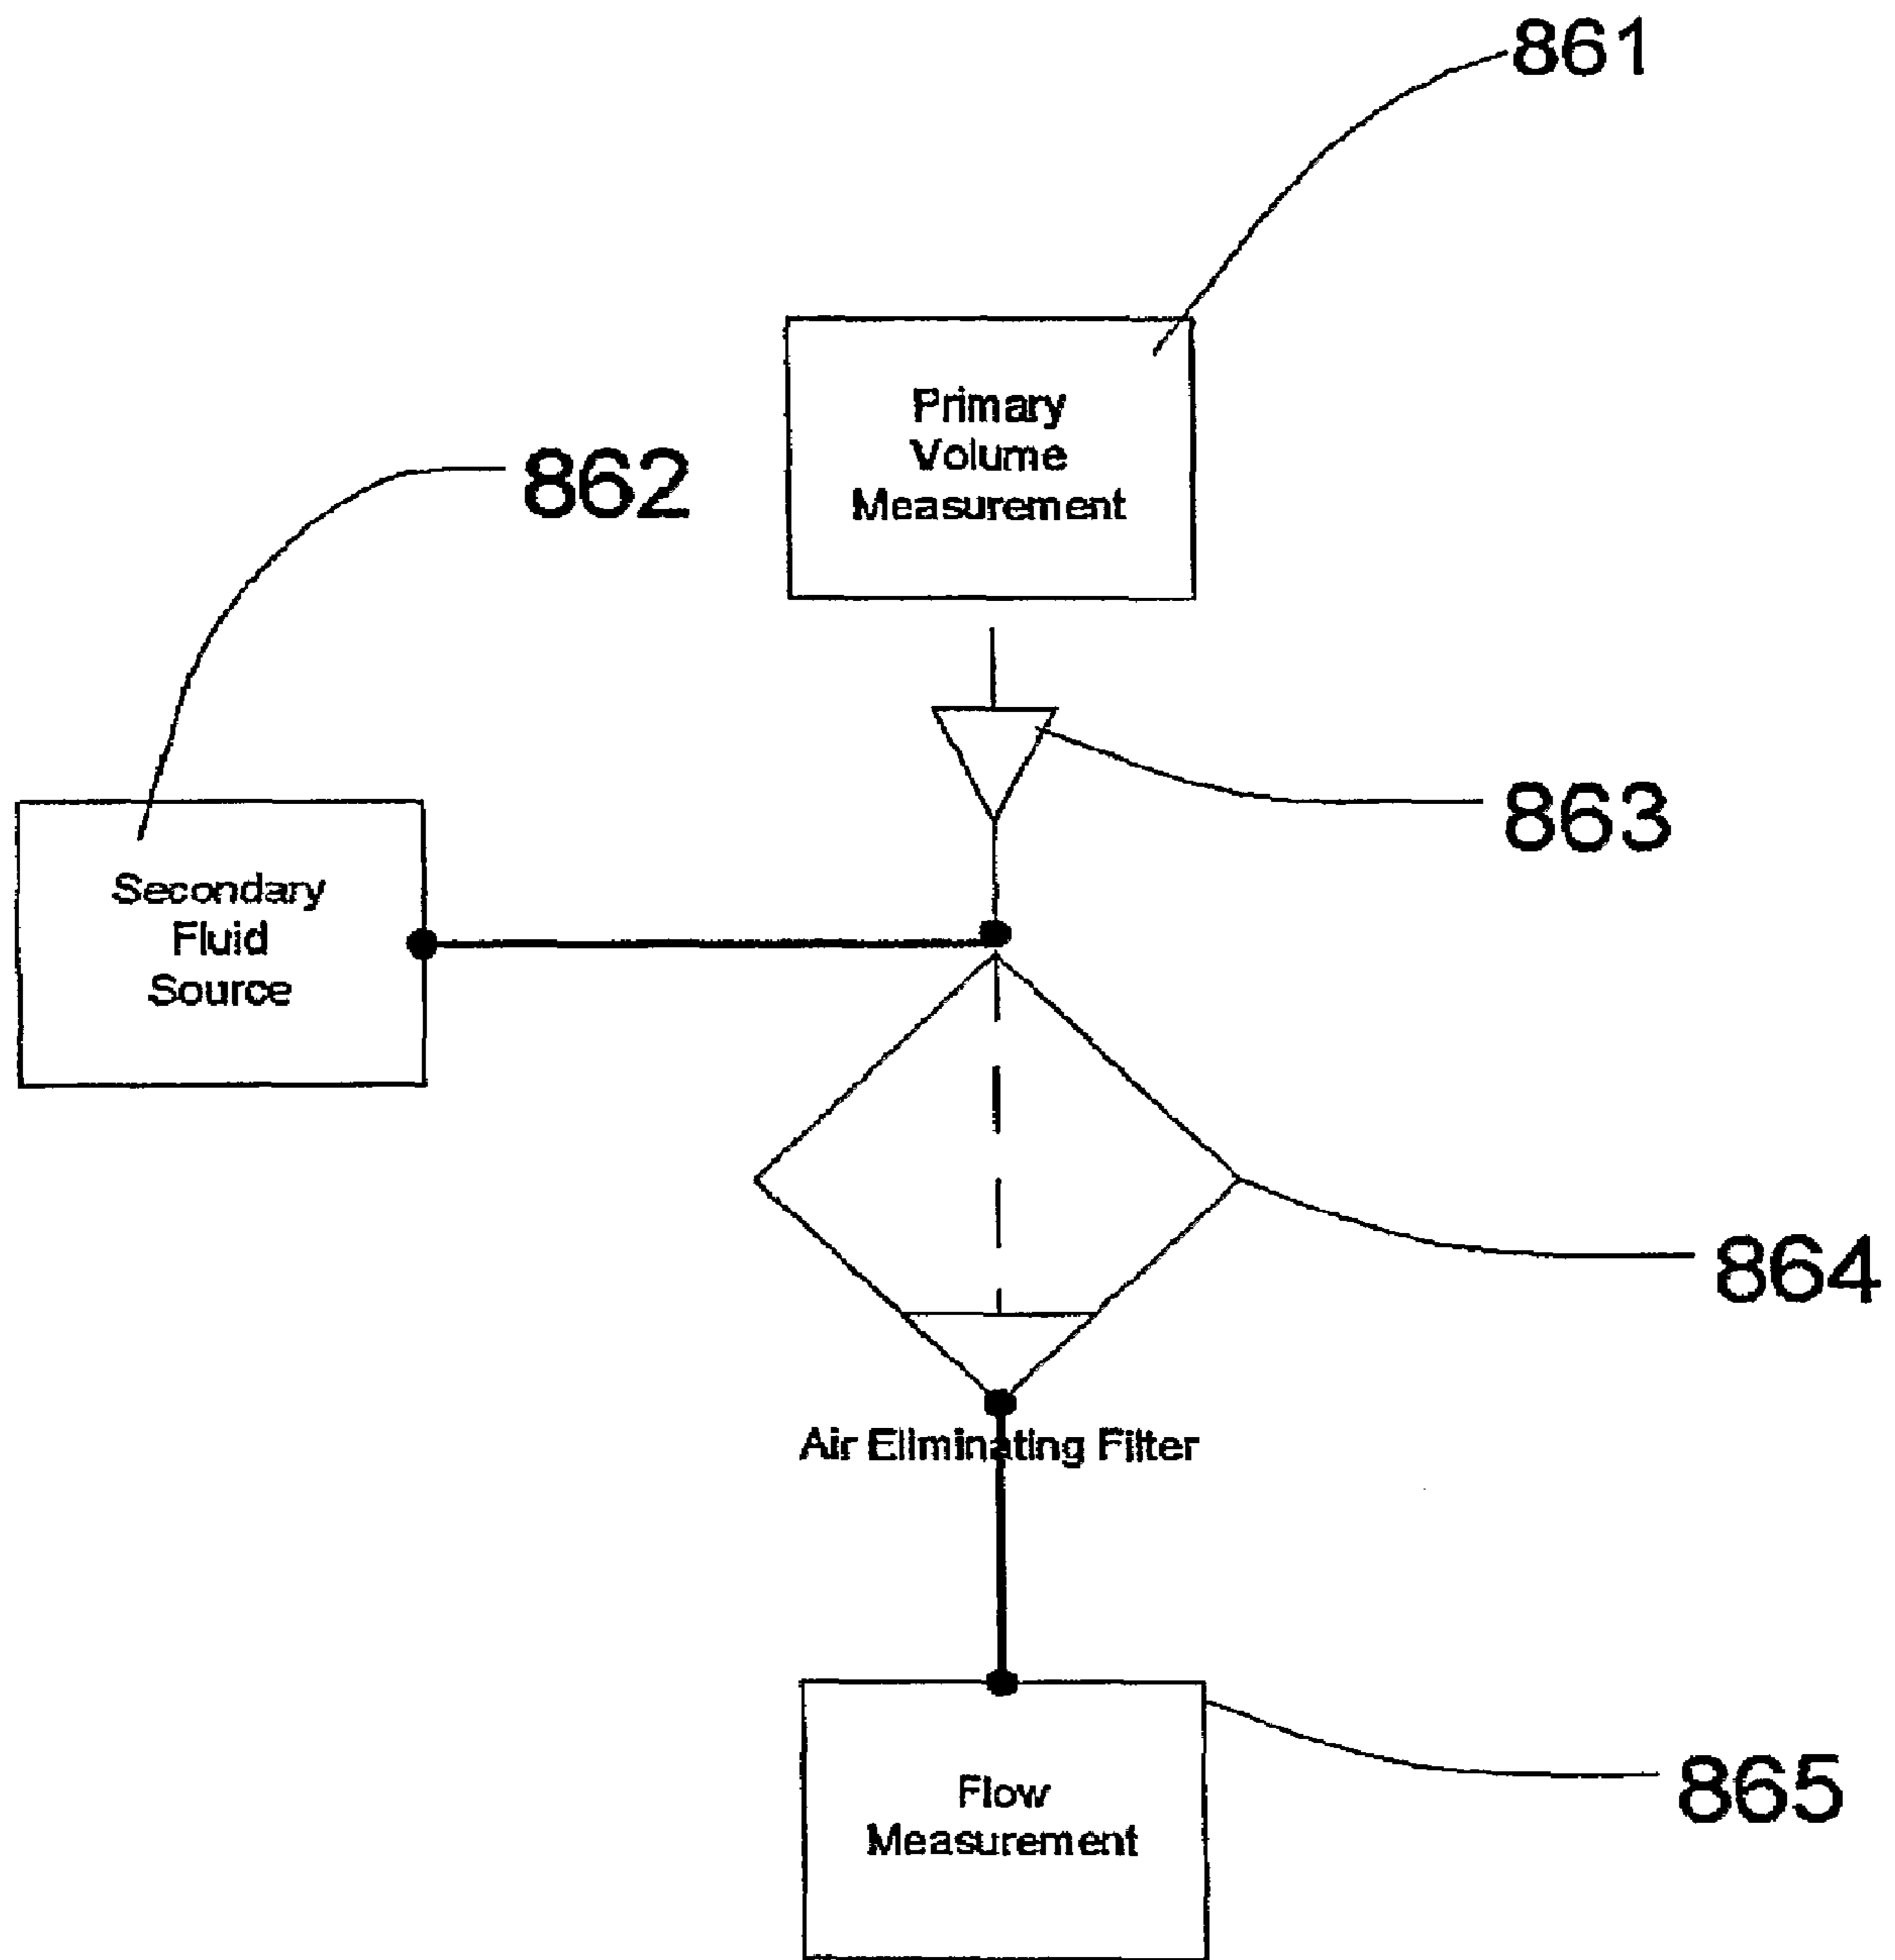 861
Primary
Volume
Measurement
862
863
Secondary
Fluid
Source
864
Air Eliminating Filter
Flow
Measurement
865